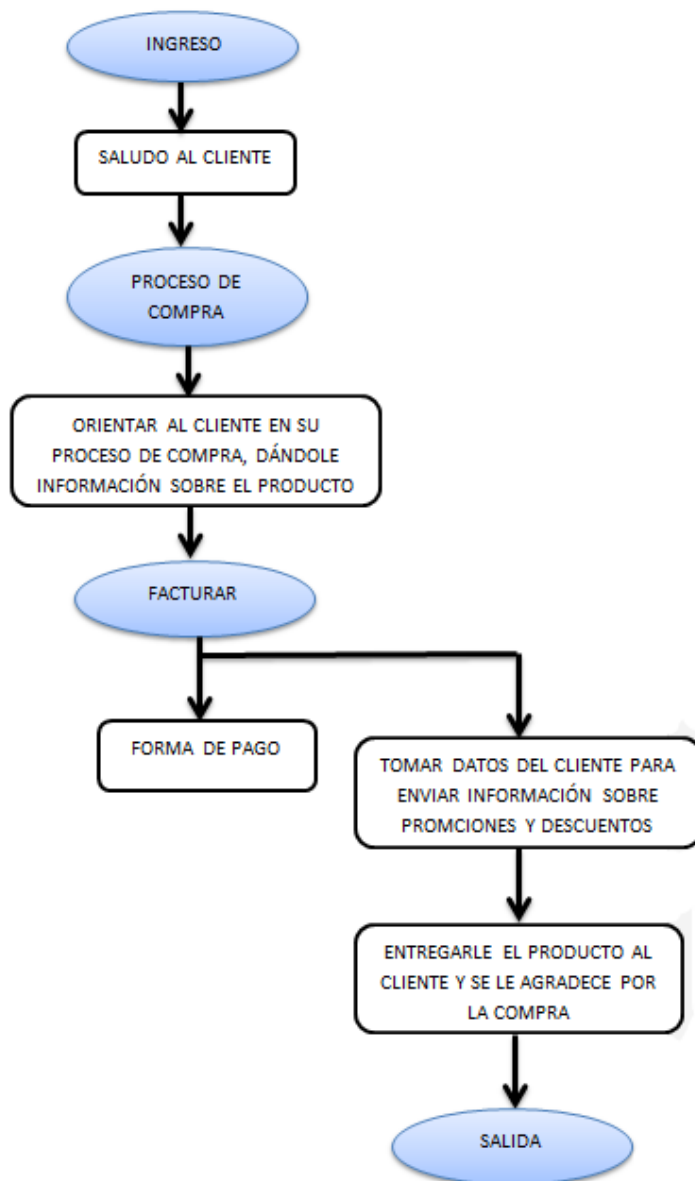 INGRESO
SALUDO AL CLIENTE
PROCESO DE
COMPRA
ORIENTAR AL CLIENTE EN SU
PROCESO DE COMPRA, DÁNDOLE
INFORMACIÓN SOBRE EL PRODUCTO
FACTURAR
FORMA DE PAGO
TOMAR DATOS DEL CLIENTE PARA
ENVIAR INFORMACIÓN SOBRE
PROMCIONES Y DESCUENTOS
ENTREGARLE EL PRODUCTO AL
CLIENTE Y SE LE AGRADECE POR
LA COMPRA
SALIDA